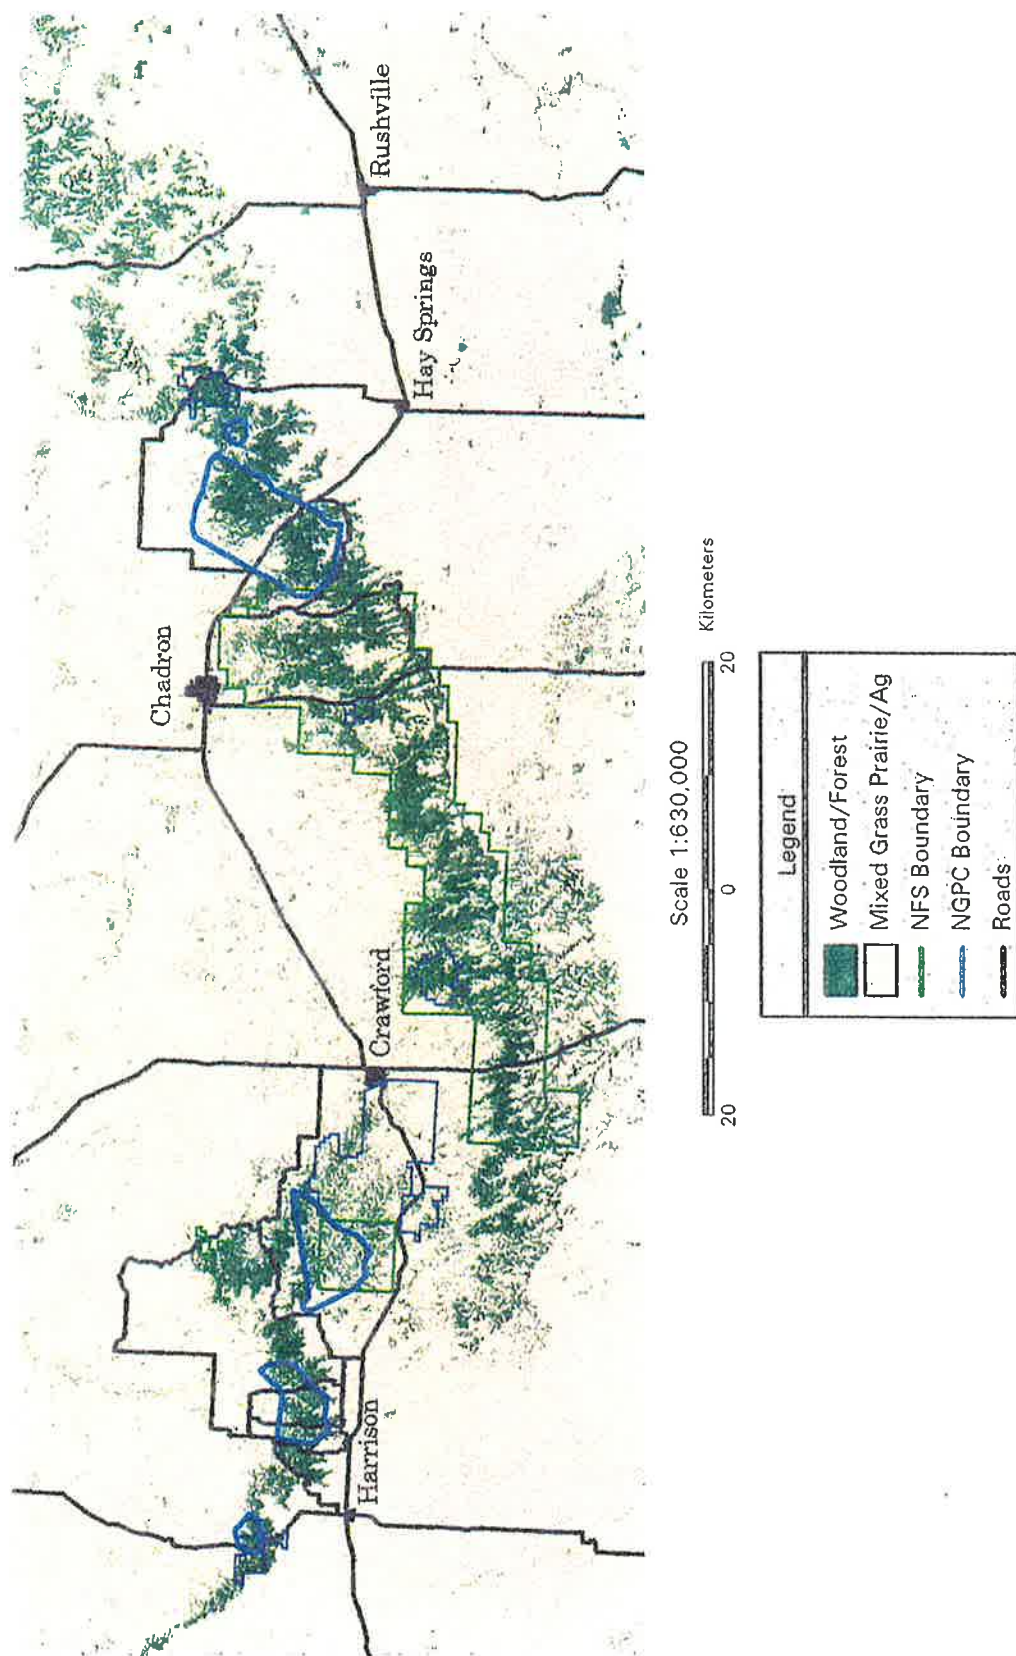 Harrison
Crawford
Chadron
Hay Springs
Rushville
Scale 1:630,000
20 0 20 Kilometers
Legend
Woodland/Forest
Mixed Grass Prairie/Ag
NFS Boundary
NGPC Boundary
Roads